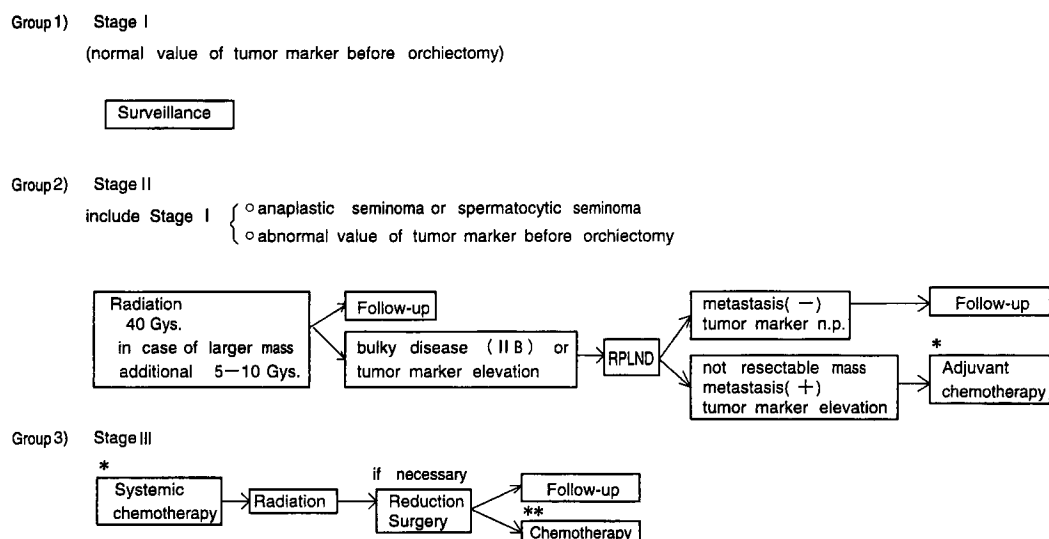 Group 1) Stage I
(normal value of tumor marker before orchiectomy)
Surveillance
Group 2) Stage II
include Stage I
○ anaplastic seminoma or spermatocytic seminoma
○ abnormal value of tumor marker before orchiectomy
Radiation
40 Gys.
in case of larger mass
additional 5-10 Gys.
Follow-up
bulky disease (IIB) or
tumor marker elevation
RPLND
metastasis(-)
tumor marker n.p.
Follow-up
not resectable mass
metastasis(+)
tumor marker elevation
*
Adjuvant
chemotherapy
Group 3) Stage III
*
Systemic
chemotherapy
Radiation
if necessary
Reduction
Surgery
Follow-up
**
Chemotherapy